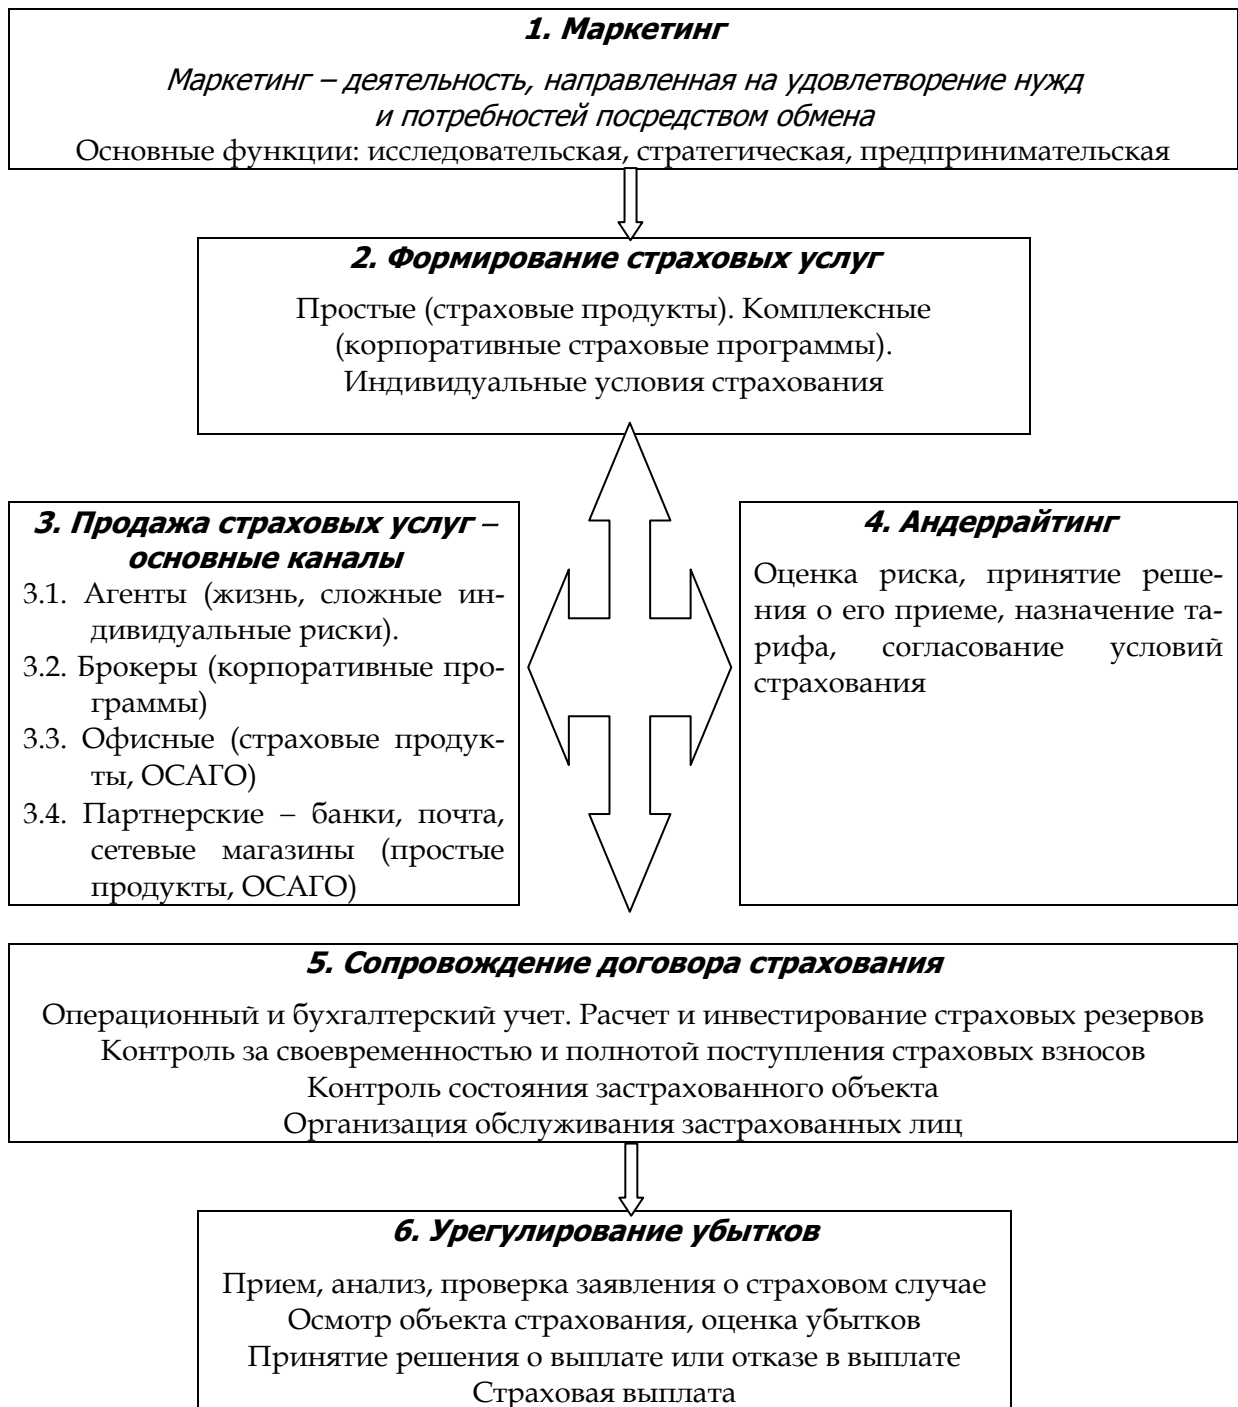 1. Маркетинг
Маркетинг – деятельность, направленная на удовлетворение нужд
и потребностей посредством обмена
Основные функции: исследовательская, стратегическая, предпринимательская
2. Формирование страховых услуг
Простые (страховые продукты). Комплексные
(корпоративные страховые программы).
Индивидуальные условия страхования
3. Продажа страховых услуг –
основные каналы
3.1. Агенты (жизнь, сложные ин-
дивидуальные риски).
3.2. Брокеры (корпоративные про-
граммы)
3.3. Офисные (страховые продук-
ты, ОСАГО)
3.4. Партнерские – банки, почта,
сетевые магазины (простые
продукты, ОСАГО)
4. Андеррайтинг
Оценка риска, принятие реше-
ния о его приеме, назначение та-
рифа, согласование условий
страхования
5. Сопровождение договора страхования
Операционный и бухгалтерский учет. Расчет и инвестирование страховых резервов
Контроль за своевременностью и полнотой поступления страховых взносов
Контроль состояния застрахованного объекта
Организация обслуживания застрахованных лиц
6. Урегулирование убытков
Прием, анализ, проверка заявления о страховом случае
Осмотр объекта страхования, оценка убытков
Принятие решения о выплате или отказе в выплате
Страховая выплата